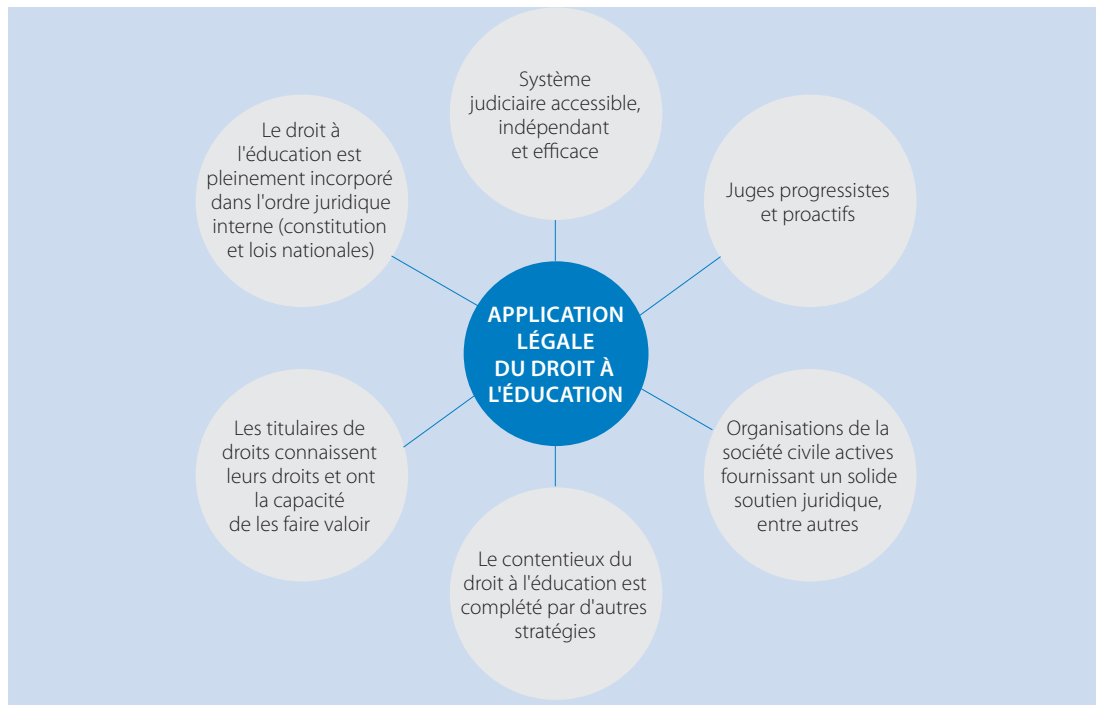 Système
judiciaire accessible,
indépendant
et efficace
Le droit à
l'éducation est
pleinement incorporé
dans l'ordre juridique
interne (constitution
et lois nationales)
Juges progressistes
et proactifs
APPLICATION
LÉGALE
DU DROIT À
L'ÉDUCATION
Les titulaires de
droits connaissent
leurs droits et ont
la capacité
de les faire valoir
Organisations de la
société civile actives
fournissant un solide
soutien juridique,
entre autres
Le contentieux du
droit à l'éducation est
complété par d'autres
stratégies